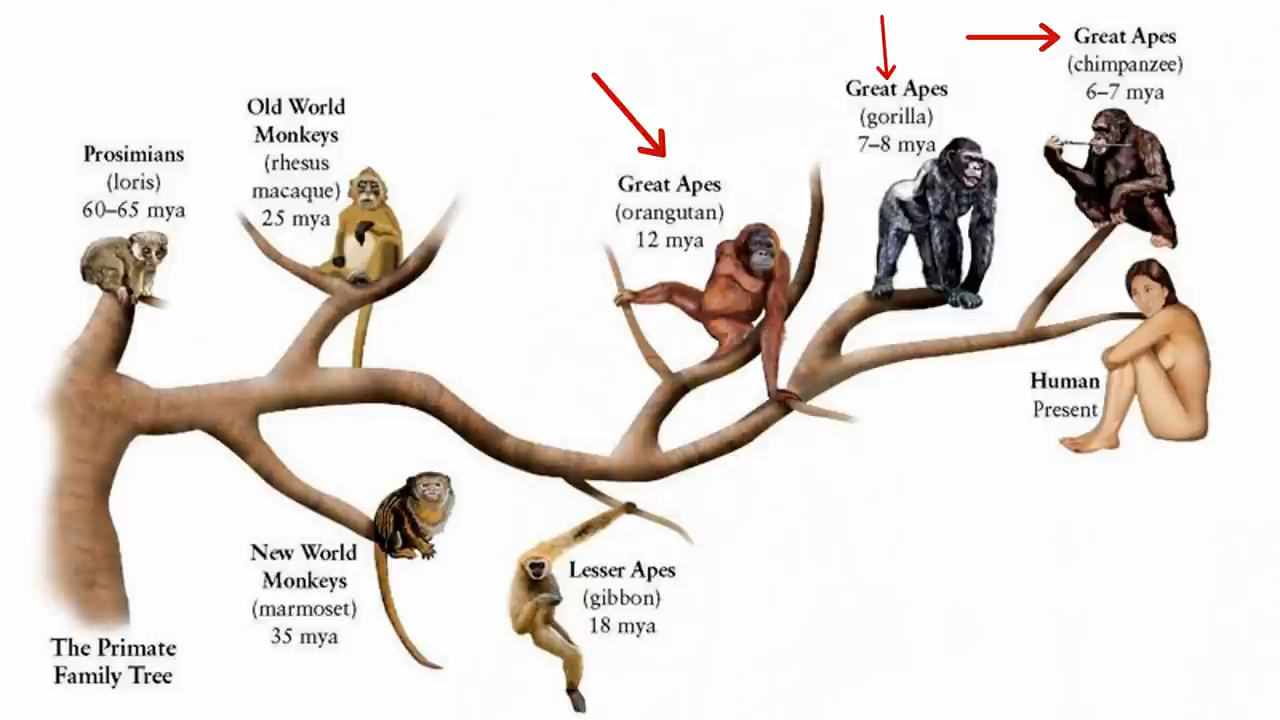 Prosimians
(loris)
60–65 mya
Old World
Monkeys
(rhesus
macaque)
25 mya
Great Apes
(orangutan)
12 mya
Great Apes
(gorilla)
7–8 mya
Great Apes
(chimpanzee)
6–7 mya
Human
Present
New World
Monkeys
(marmoset)
35 mya
Lesser Apes
(gibbon)
18 mya
The Primate
Family Tree